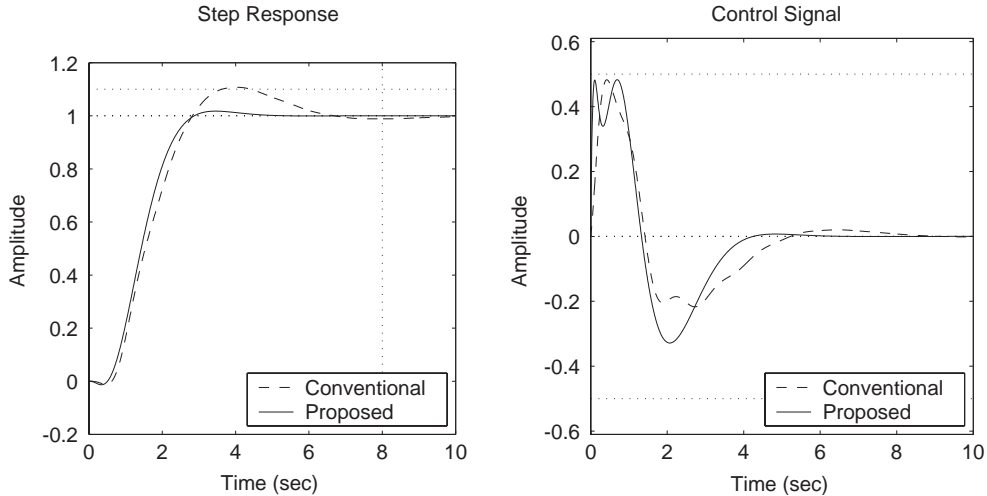 Step Response
1.2
1
0.8
0.6
0.4
0.2
0
-0.2
Amplitude
0 2 4 6 8 10
Time (sec)
Conventional
Proposed
Control Signal
0.6
0.4
0.2
0
-0.2
-0.4
-0.6
Amplitude
0 2 4 6 8 10
Time (sec)
Conventional
Proposed